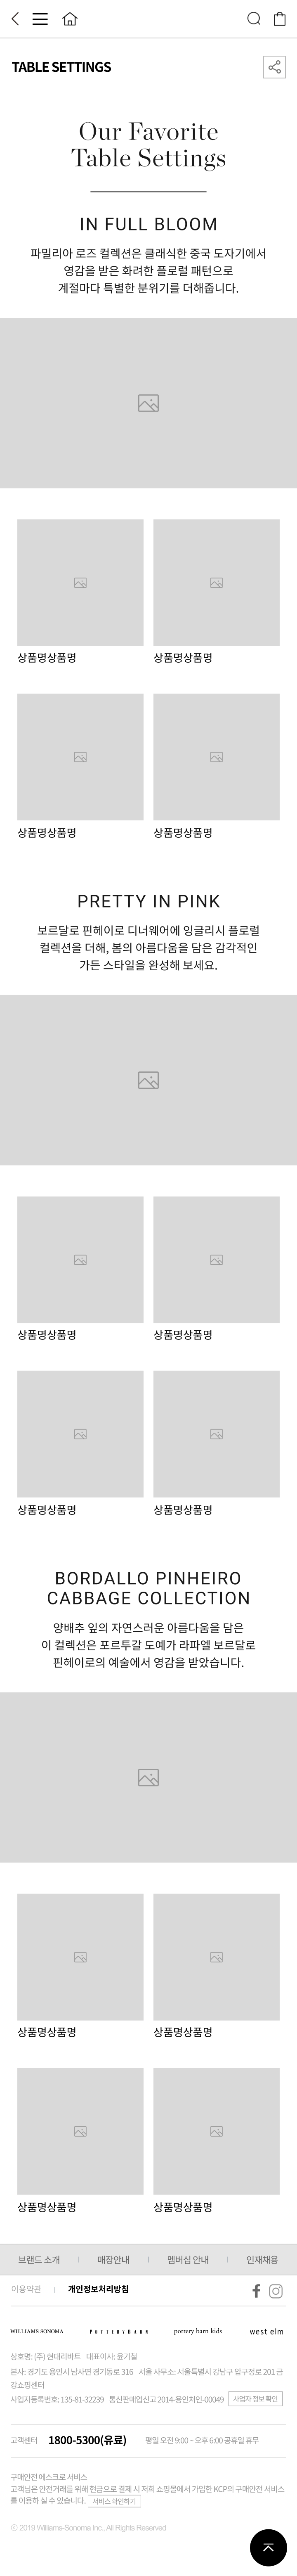 TABLE SETTINGS
Our Favorite
Table Settings
IN FULL BLOOM
파밀리아 로즈 컬렉션은 클래식한 중국 도자기에서
영감을 받은 화려한 플로럴 패턴으로
계절마다 특별한 분위기를 더해줍니다.
상품명상품명 상품명상품명
상품명상품명 상품명상품명
PRETTY IN PINK
보르달로 핀헤이로 디너웨어에 잉글리시 플로럴
컬렉션을 더해, 봄의 아름다움을 담은 감각적인
가든 스타일을 완성해 보세요.
상품명상품명 상품명상품명
상품명상품명 상품명상품명
BORDALLO PINHEIRO
CABBAGE COLLECTION
양배추 잎의 자연스러운 아름다움을 담은
이 컬렉션은 포르투갈 도예가 라파엘 보르달로
핀헤이로의 예술에서 영감을 받았습니다.
상품명상품명 상품명상품명
상품명상품명 상품명상품명
브랜드 소개 | 매장안내 | 멤버십 안내 | 인재채용
이용약관 | 개인정보처리방침
WILLIAMS SONOMA POTTERY BARN pottery barn kids west elm
상호명: (주) 현대리바트 대표이사: 윤기철
본사: 경기도 용인시 남사면 경기동로 316 서울 사무소: 서울특별시 강남구 압구정로 201 금
강쇼핑센터
사업자등록번호: 135-81-32239 통신판매업신고 2014-용인처인-00049 사업자 정보 확인
고객센터 1800-5300(유료) 평일 오전 9:00 ~ 오후 6:00 공휴일 휴무
구매안전 에스크로 서비스
고객님은 안전거래를 위해 현금으로 결제 시 저희 쇼핑몰에서 가입한 KCP의 구매안전 서비스
를 이용하 실 수 있습니다. 서비스 확인하기
© 2019 Williams-Sonoma Inc., All Rights Reserved